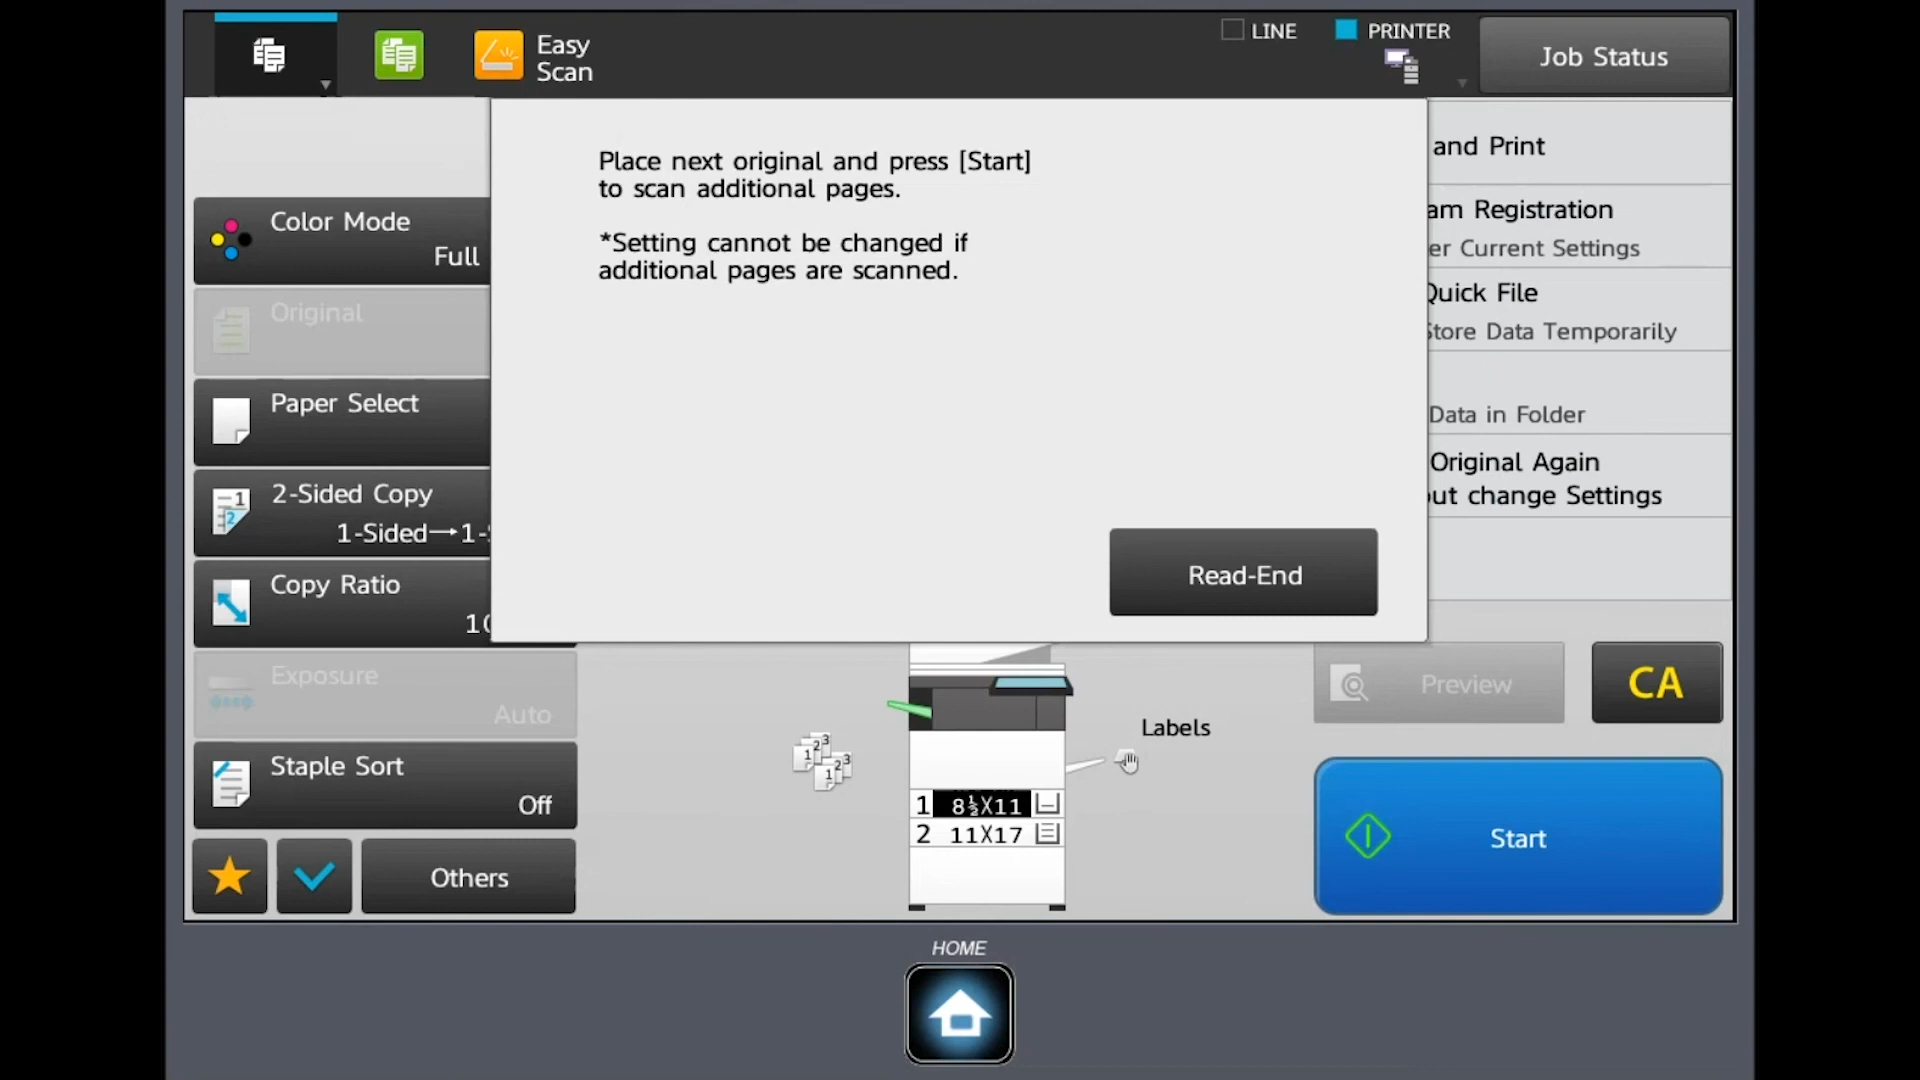 Easy
Scan
LINE
PRINTER
Job Status
Place next original and press [Start]
to scan additional pages.
*Setting cannot be changed if
additional pages are scanned.
Read-End
Color Mode
Full
Original
Paper Select
2-Sided Copy
1-Sided→1-
Copy Ratio
10
Exposure
Auto
Staple Sort
Off
Others
and Print
am Registration
er Current Settings
Quick File
Store Data Temporarily
Data in Folder
Original Again
out change Settings
Labels
1 8½X11
2 11X17
Preview
CA
Start
HOME